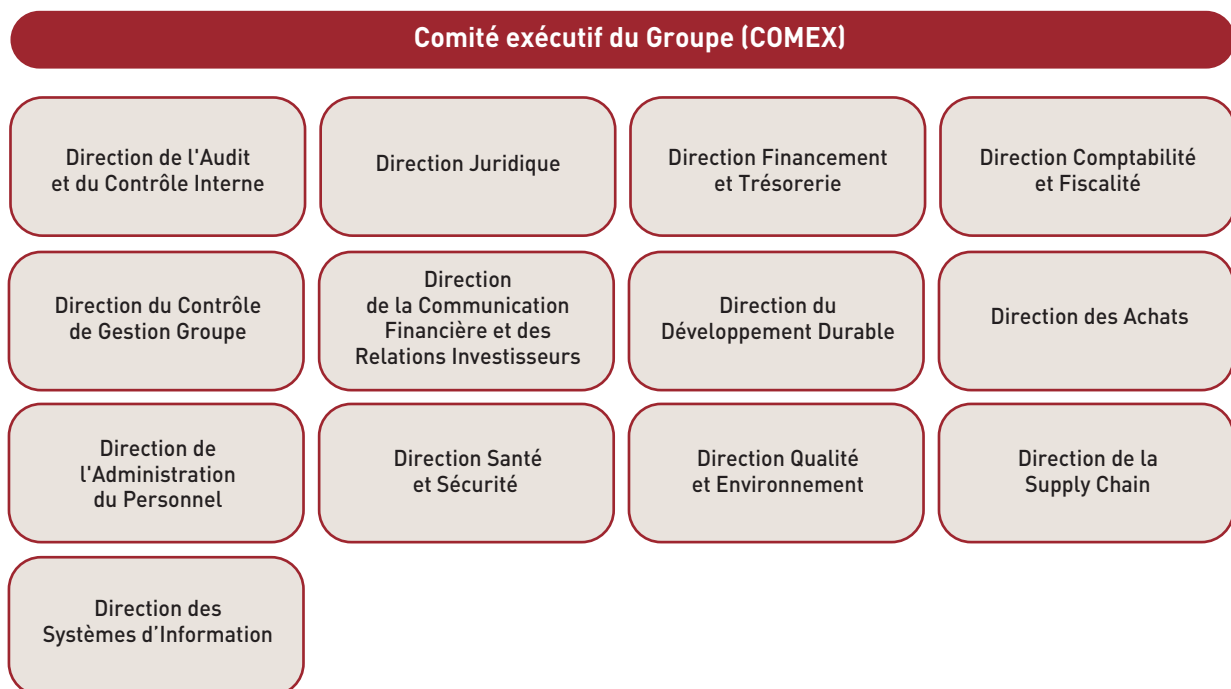 Comité exécutif du Groupe (COMEX)
Direction de l'Audit
et du Contrôle Interne
Direction Juridique
Direction Financement
et Trésorerie
Direction Comptabilité
et Fiscalité
Direction du Contrôle
de Gestion Groupe
Direction
de la Communication
Financière et des
Relations Investisseurs
Direction du
Développement Durable
Direction des Achats
Direction de
l'Administration
du Personnel
Direction Santé
et Sécurité
Direction Qualité
et Environnement
Direction de la
Supply Chain
Direction des
Systèmes d’Information